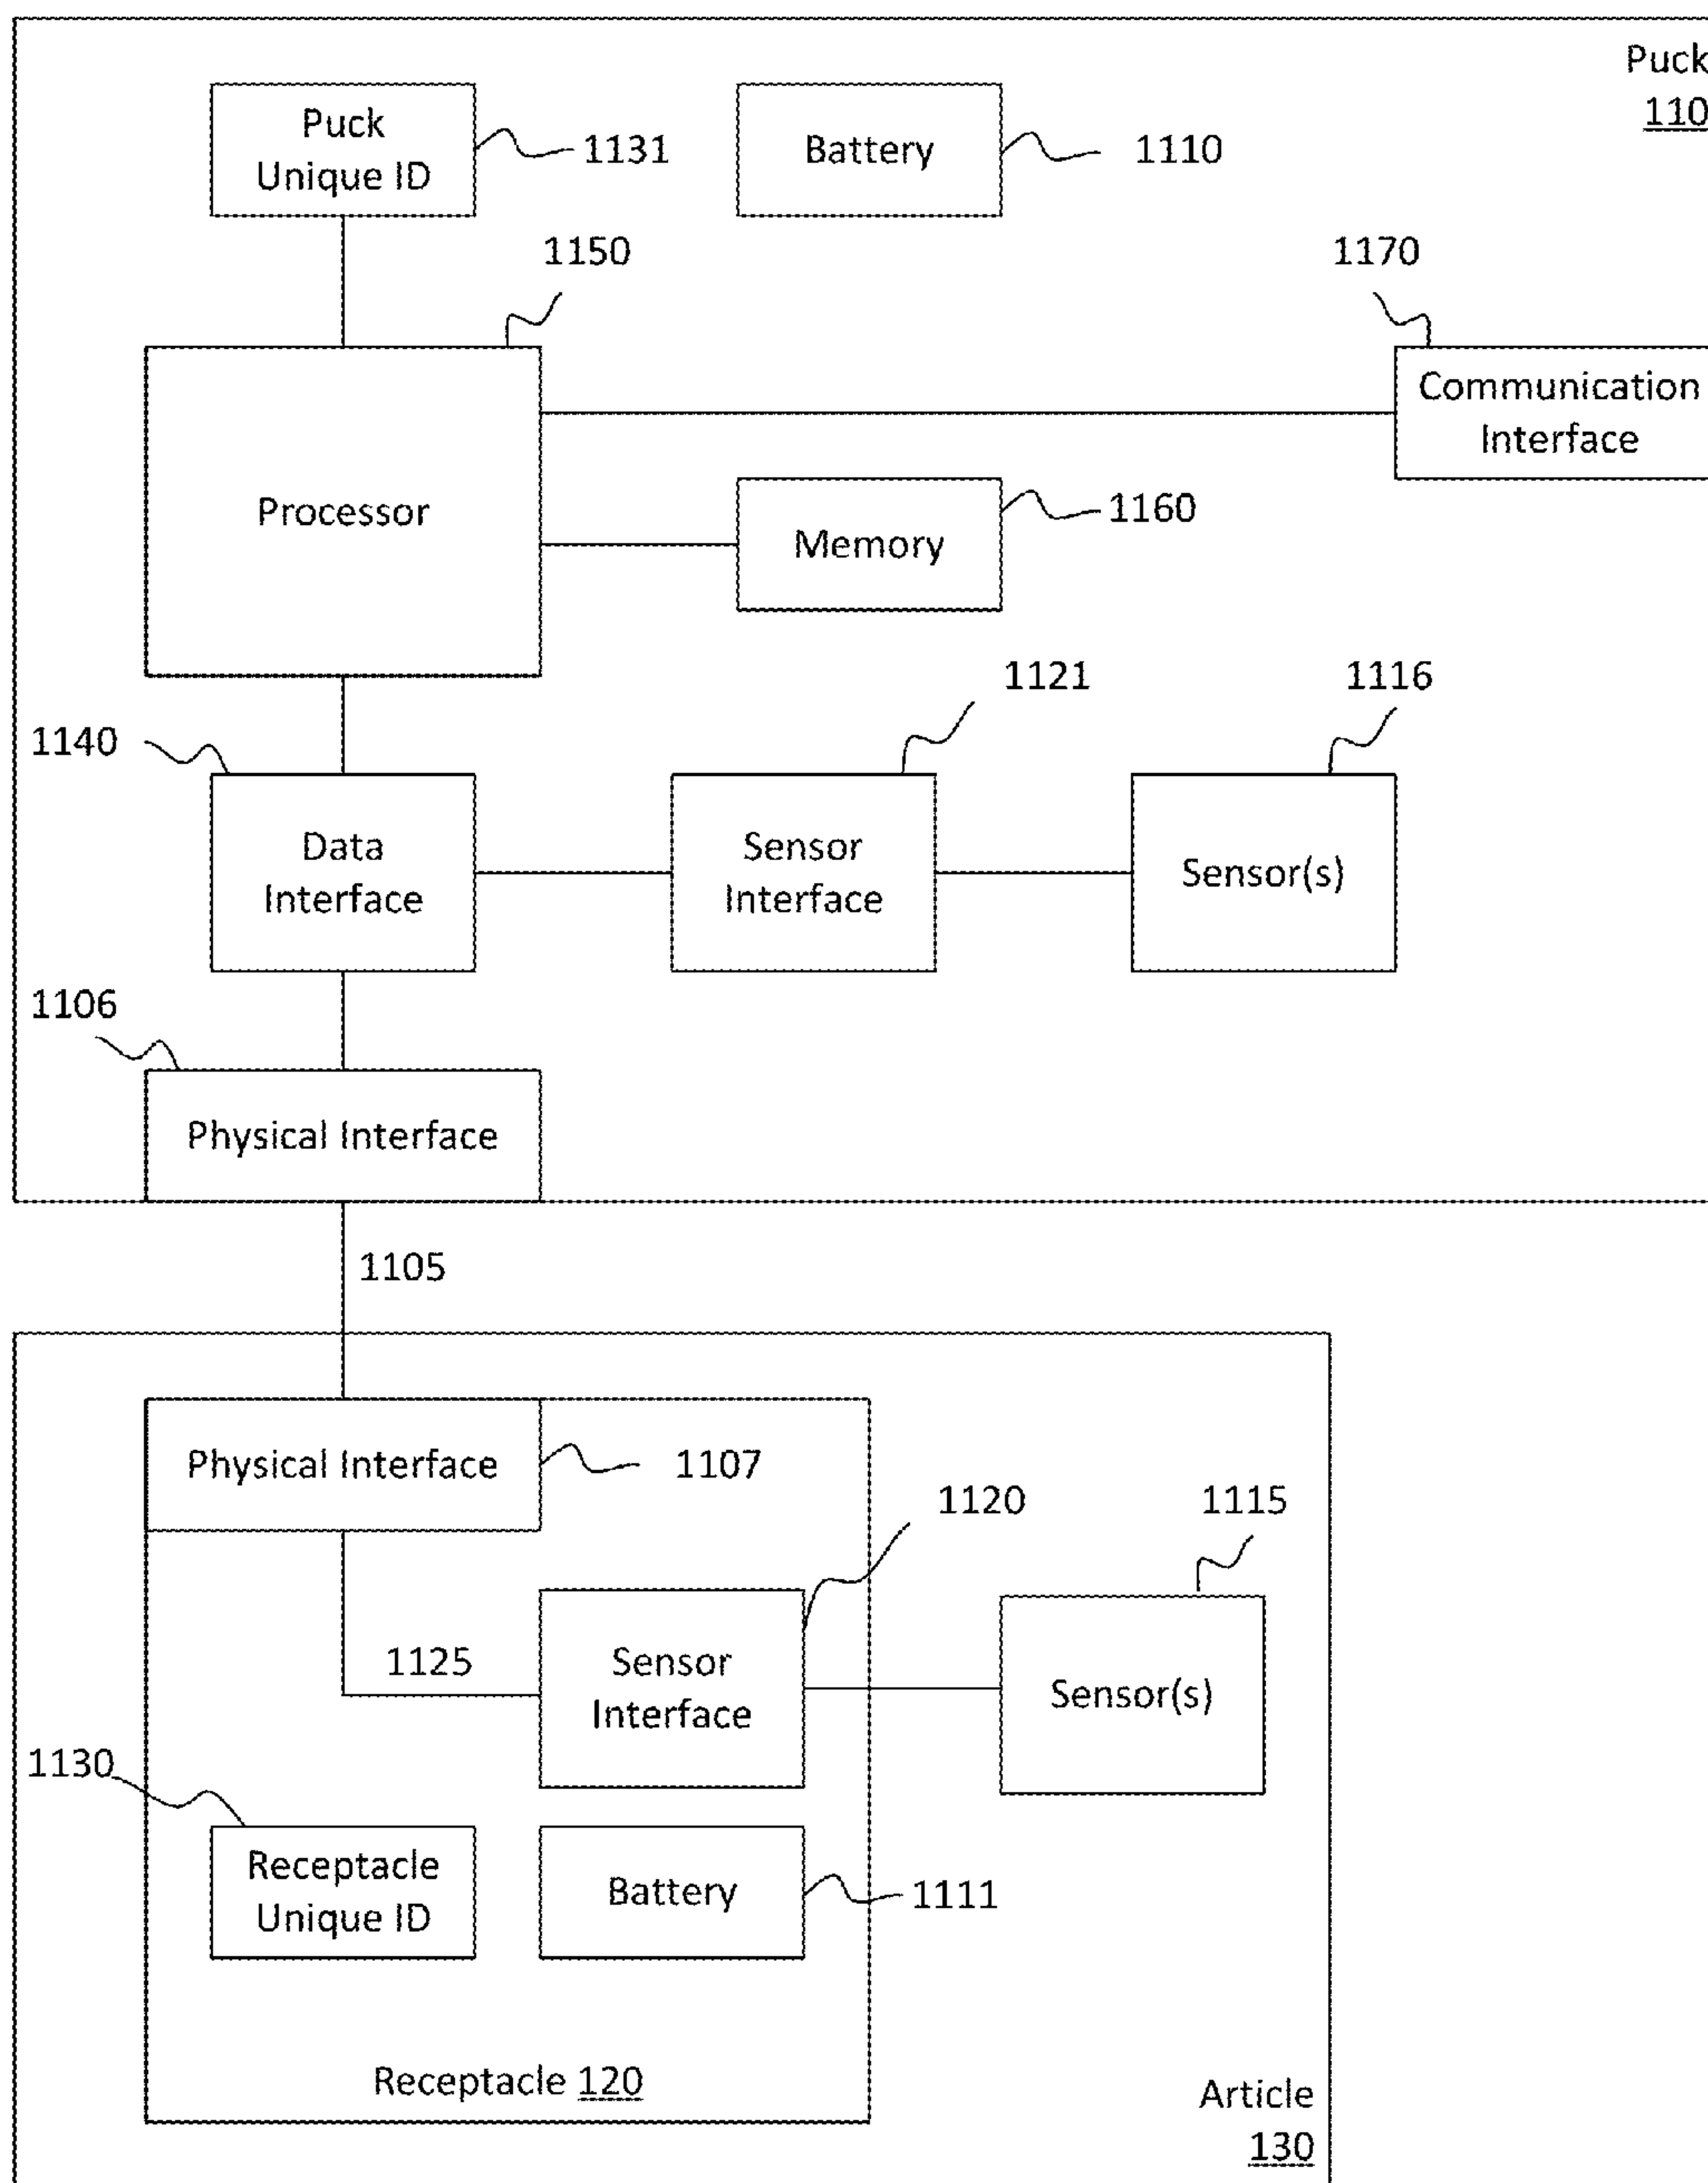 Puck
110
Puck
Unique ID
1131
Battery
1110
1150
1170
Communication
Interface
Processor
1160
Memory
1121
1116
1140
Data
Interface
Sensor
Interface
Sensor(s)
1106
Physical Interface
1105
Physical Interface
1107
1120
1115
1125
Sensor
Interface
Sensor(s)
1130
Receptacle
Unique ID
Battery
1111
Receptacle 120
Article
130